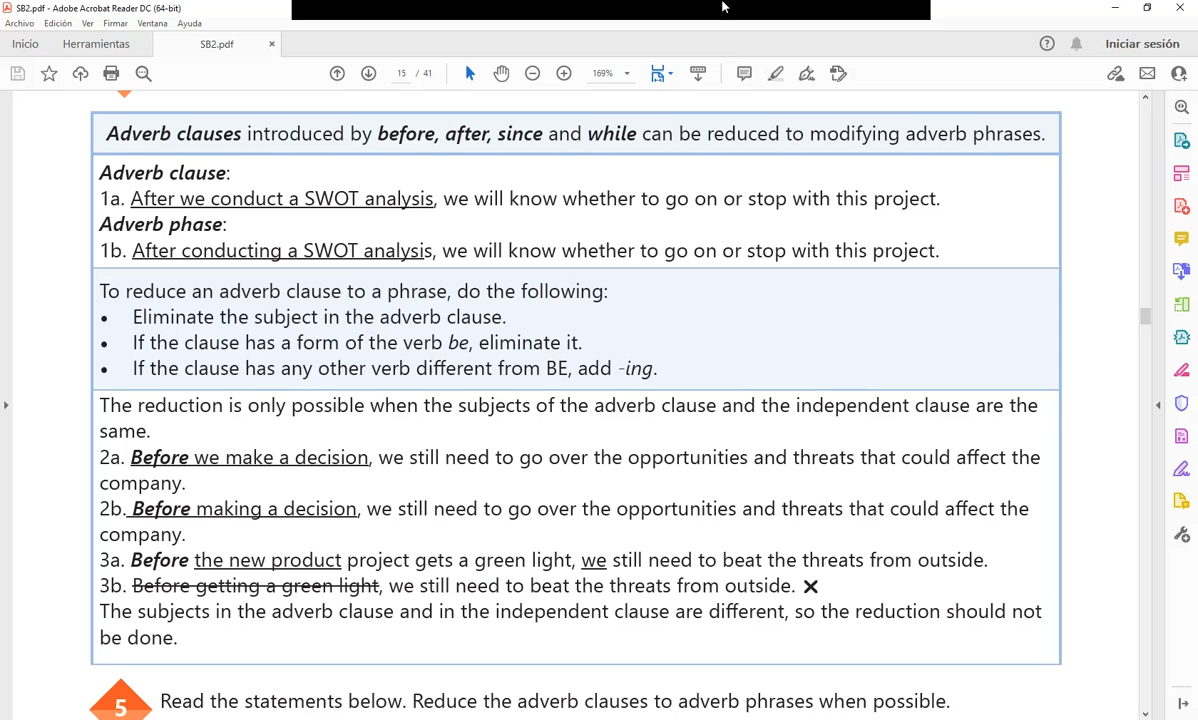 SB2.pdf - Adobe Acrobat Reader DC (64-bit)
Archivo Edición Ver Firmar Ventana Ayuda
Inicio Herramientas SB2.pdf × Iniciar sesión
15 / 41 169%
Adverb clauses introduced by before, after, since and while can be reduced to modifying adverb phrases.
Adverb clause:
1a. After we conduct a SWOT analysis, we will know whether to go on or stop with this project.
Adverb phase:
1b. After conducting a SWOT analysis, we will know whether to go on or stop with this project.
To reduce an adverb clause to a phrase, do the following:
• Eliminate the subject in the adverb clause.
• If the clause has a form of the verb be, eliminate it.
• If the clause has any other verb different from BE, add -ing.
The reduction is only possible when the subjects of the adverb clause and the independent clause are the
same.
2a. Before we make a decision, we still need to go over the opportunities and threats that could affect the
company.
2b. Before making a decision, we still need to go over the opportunities and threats that could affect the
company.
3a. Before the new product project gets a green light, we still need to beat the threats from outside.
3b. Before getting a green light, we still need to beat the threats from outside. ✕
The subjects in the adverb clause and in the independent clause are different, so the reduction should not
be done.
5 Read the statements below. Reduce the adverb clauses to adverb phrases when possible.